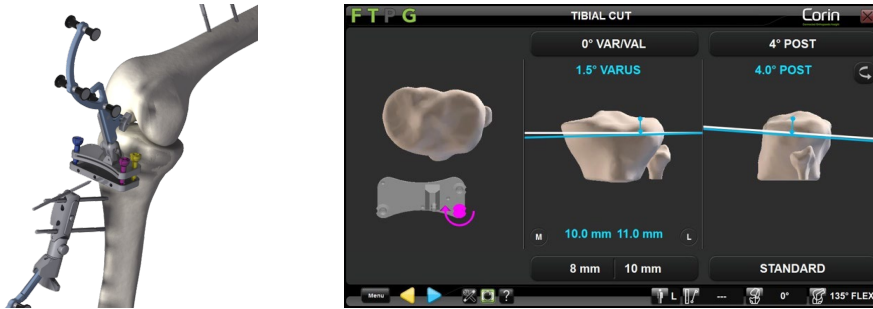 F T P G
TIBIAL CUT
Corin
0° VAR/VAL
4° POST
1.5° VARUS
4.0° POST
M
10.0 mm 11.0 mm
L
8 mm
10 mm
STANDARD
Menu
?
L
---
0°
135° FLEX